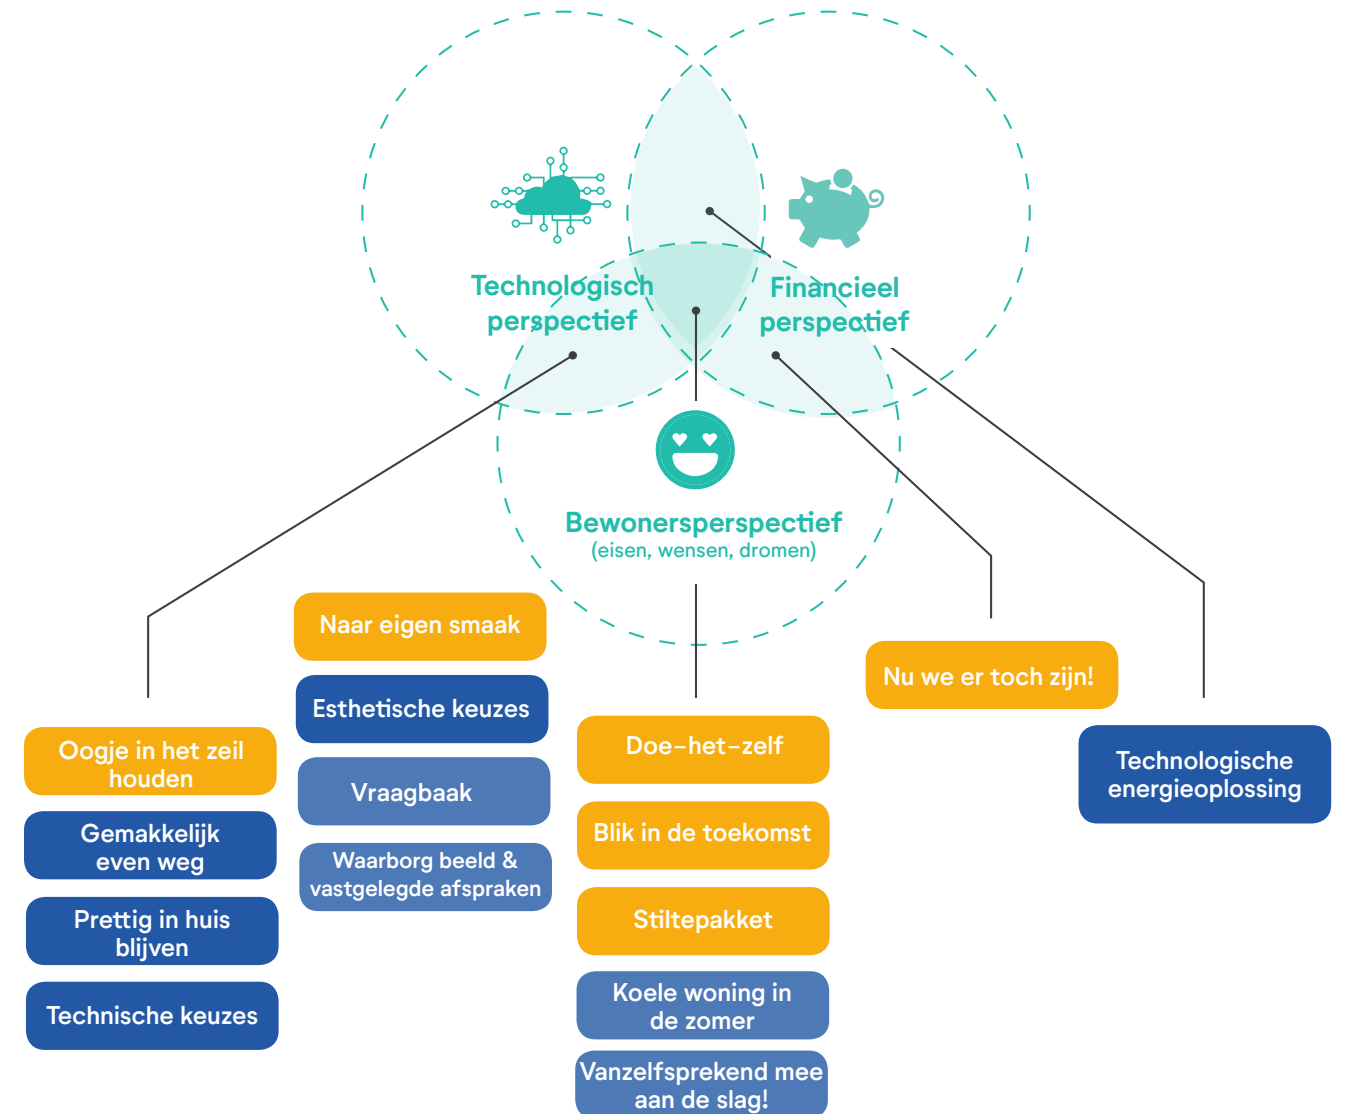 Technologisch
perspectief
Financieel
perspectief
Bewonersperspectief
(eisen, wensen, dromen)
Oogje in het zeil
houden
Gemakkelijk
even weg
Prettig in huis
blijven
Technische keuzes
Naar eigen smaak
Esthetische keuzes
Vraagbaak
Waarborg beeld &
vastgelegde afspraken
Doe-het-zelf
Blik in de toekomst
Stiltepakket
Koele woning in
de zomer
Vanzelfsprekend mee
aan de slag!
Nu we er toch zijn!
Technologische
energieoplossing